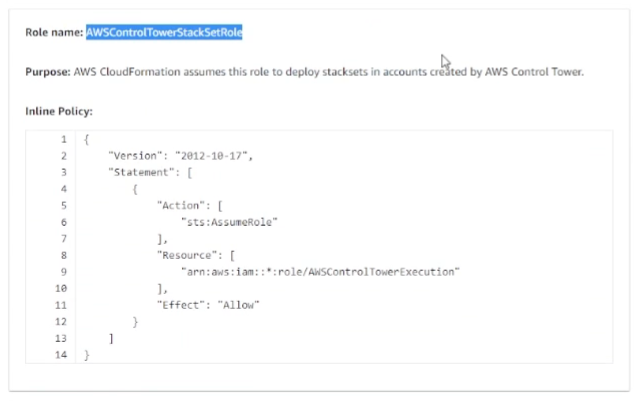 Role name: AWSControlTowerStackSetRole
Purpose: AWS CloudFormation assumes this role to deploy stacksets in accounts created by AWS Control Tower.
Inline Policy:
1 {
2 "Version": "2012-10-17",
3 "Statement": [
4 {
5 "Action": [
6 "sts:AssumeRole"
7 ],
8 "Resource": [
9 "arn:aws:iam::*:role/AWSControlTowerExecution"
10 ],
11 "Effect": "Allow"
12 }
13 ]
14 }